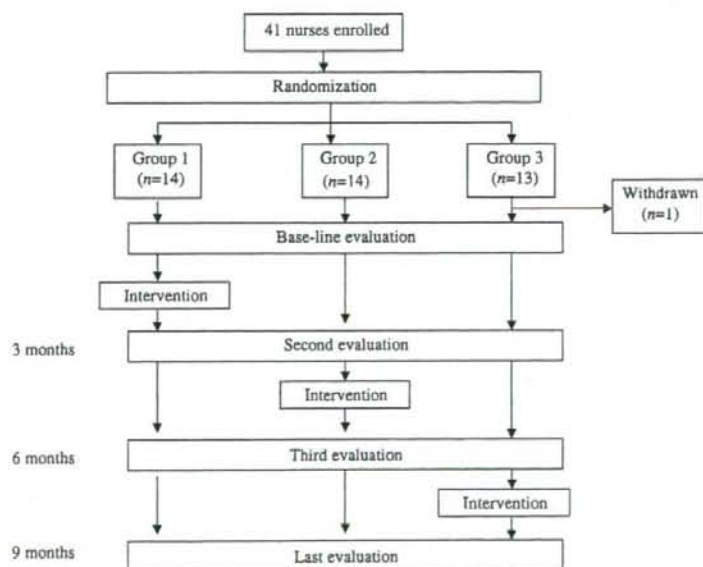 41 nurses enrolled
Randomization
Group 1
(n=14)
Group 2
(n=14)
Group 3
(n=13)
Withdrawn
(n=1)
Base-line evaluation
Intervention
3 months
Second evaluation
Intervention
6 months
Third evaluation
Intervention
9 months
Last evaluation